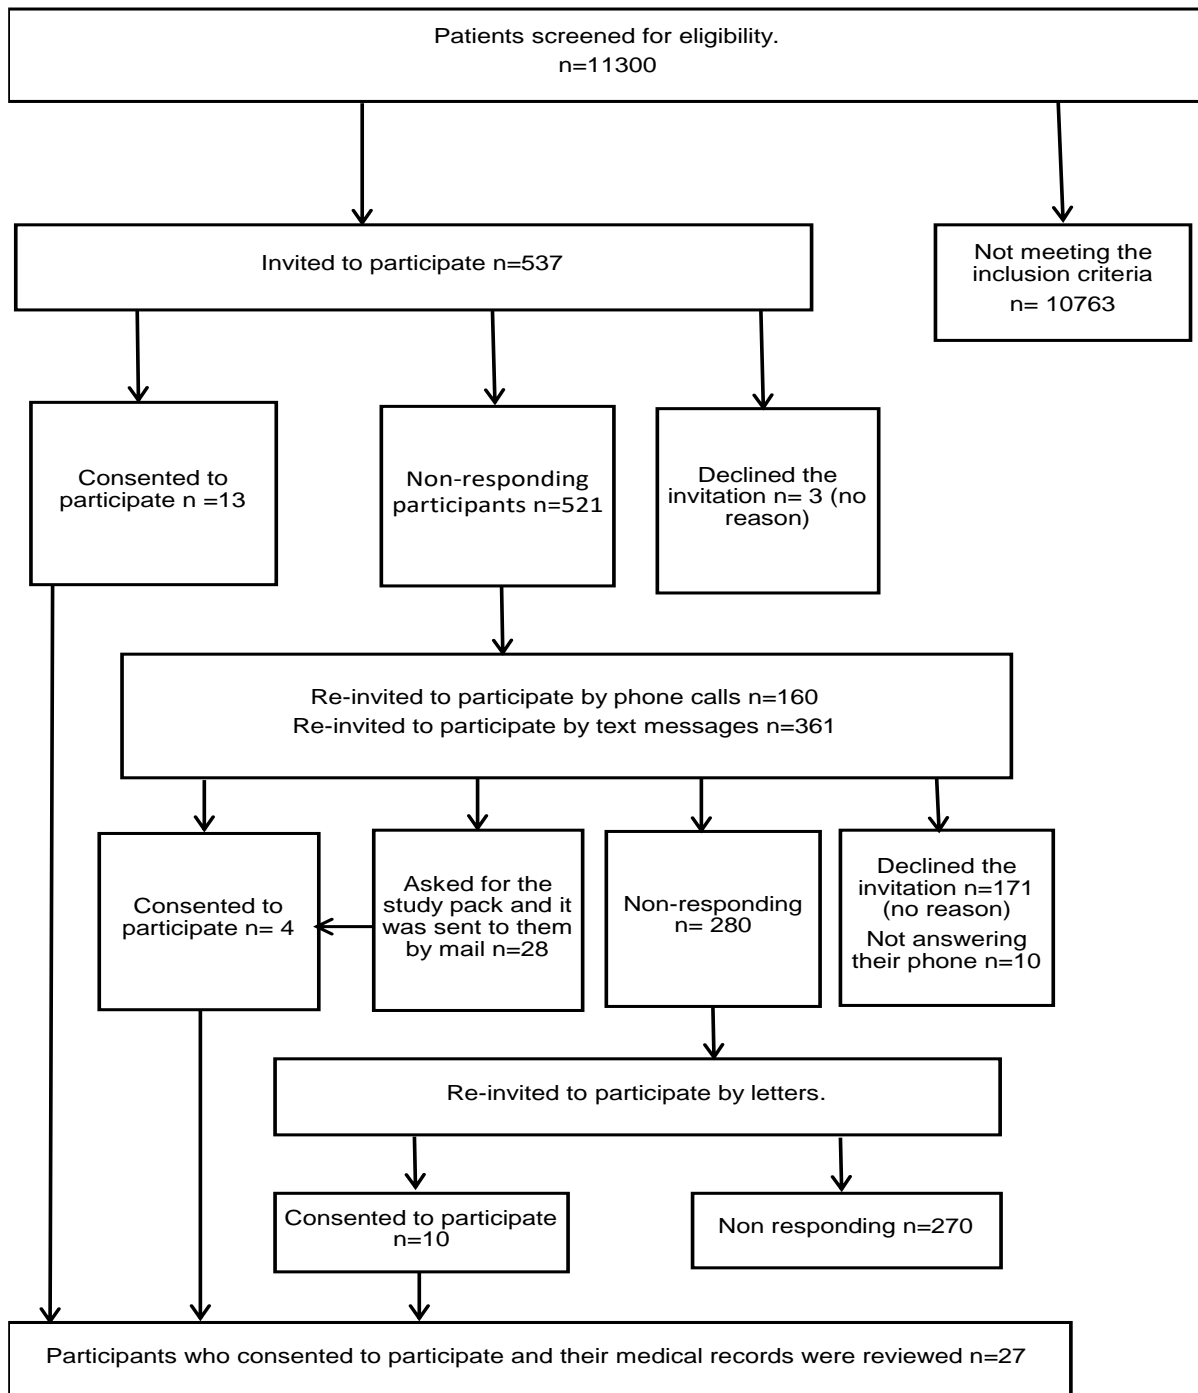 Patients screened for eligibility.
n=11300
Invited to participate n=537
Not meeting the
inclusion criteria
n= 10763
Consented to
participate n =13
Non-responding
participants n=521
Declined the
invitation n= 3 (no
reason)
Re-invited to participate by phone calls n=160
Re-invited to participate by text messages n=361
Consented to
participate n= 4
Asked for the
study pack and it
was sent to them
by mail n=28
Non-responding
n= 280
Declined the
invitation n=171
(no reason)
Not answering
their phone n=10
Re-invited to participate by letters.
Consented to participate
n=10
Non responding n=270
Participants who consented to participate and their medical records were reviewed n=27